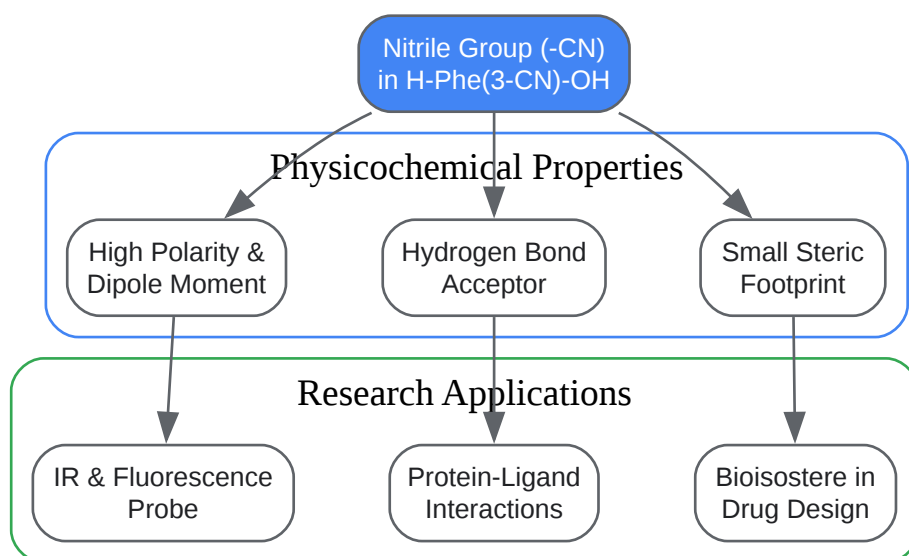 Nitrile Group (-CN)
in H-Phe(3-CN)-OH
Physicochemical Properties
High Polarity &
Dipole Moment
Hydrogen Bond
Acceptor
Small Steric
Footprint
Research Applications
IR & Fluorescence
Probe
Protein-Ligand
Interactions
Bioisostere in
Drug Design